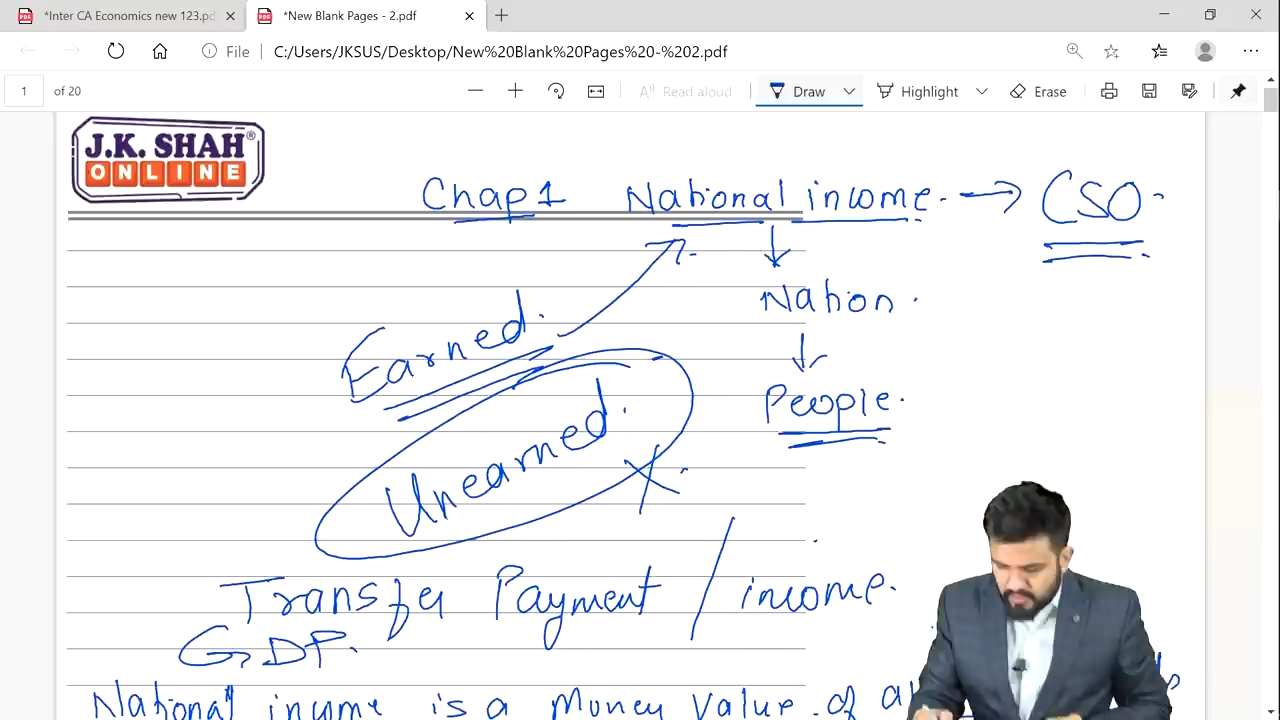 *Inter CA Economics new 123.pd
*New Blank Pages - 2.pdf
File C:/Users/JKSUS/Desktop/New%20Blank%20Pages%20-%202.pdf
1 of 20 Read aloud Draw Highlight Erase
J.K. SHAH®
ONLINE
Chap 1 National income. → CSO.
Nation.
Earned.
People.
Unearned.
Transfer Payment / income.
GDP.
National income is a Money Value of